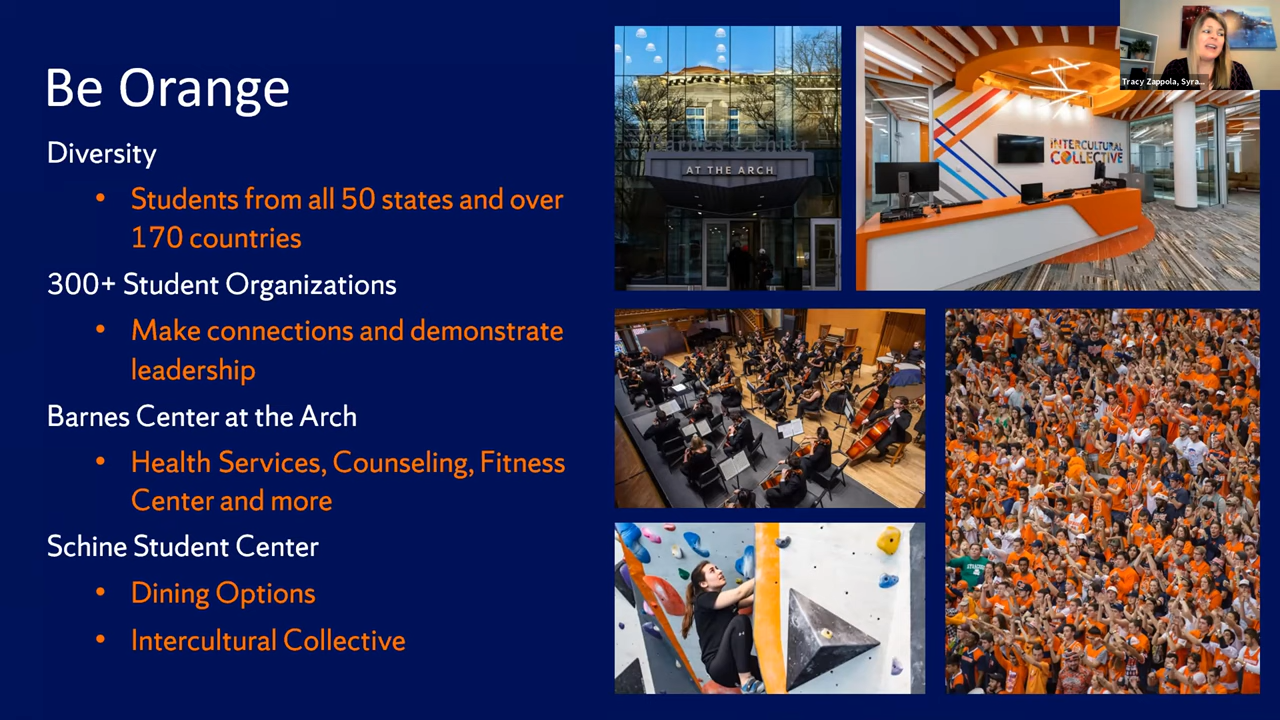 Be Orange
Diversity
• Students from all 50 states and over
170 countries
300+ Student Organizations
• Make connections and demonstrate
leadership
Barnes Center at the Arch
• Health Services, Counseling, Fitness
Center and more
Schine Student Center
• Dining Options
• Intercultural Collective
Barnes Center
AT THE ARCH
INTERCULTURAL
COLLECTIVE
Tracy Zappola, Syra...